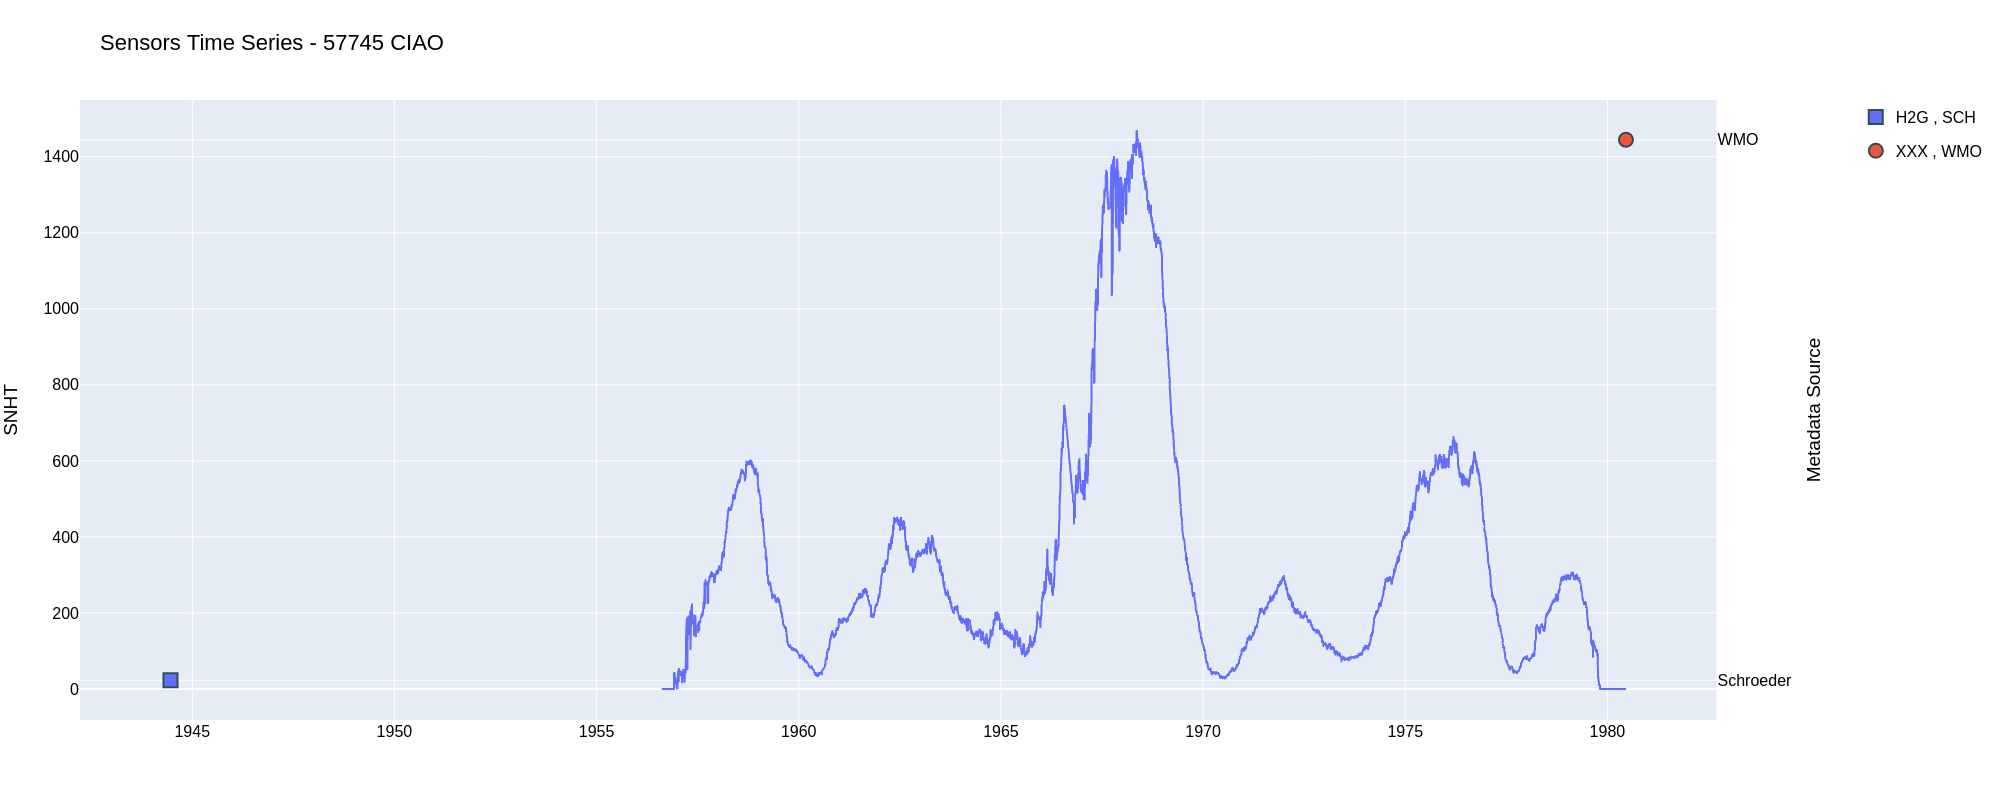 Sensors Time Series - 57745 CIAO
H2G , SCH
XXX , WMO
WMO
Schroeder
Metadata Source
SNHT
1400
1200
1000
800
600
400
200
0
1945 1950 1955 1960 1965 1970 1975 1980